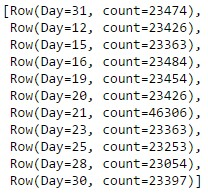 [Row(Day=31, count=23474),
Row(Day=12, count=23426),
Row(Day=15, count=23363),
Row(Day=16, count=23484),
Row(Day=19, count=23454),
Row(Day=20, count=23426),
Row(Day=21, count=46306),
Row(Day=23, count=23363),
Row(Day=25, count=23253),
Row(Day=28, count=23054),
Row(Day=30, count=23397)]